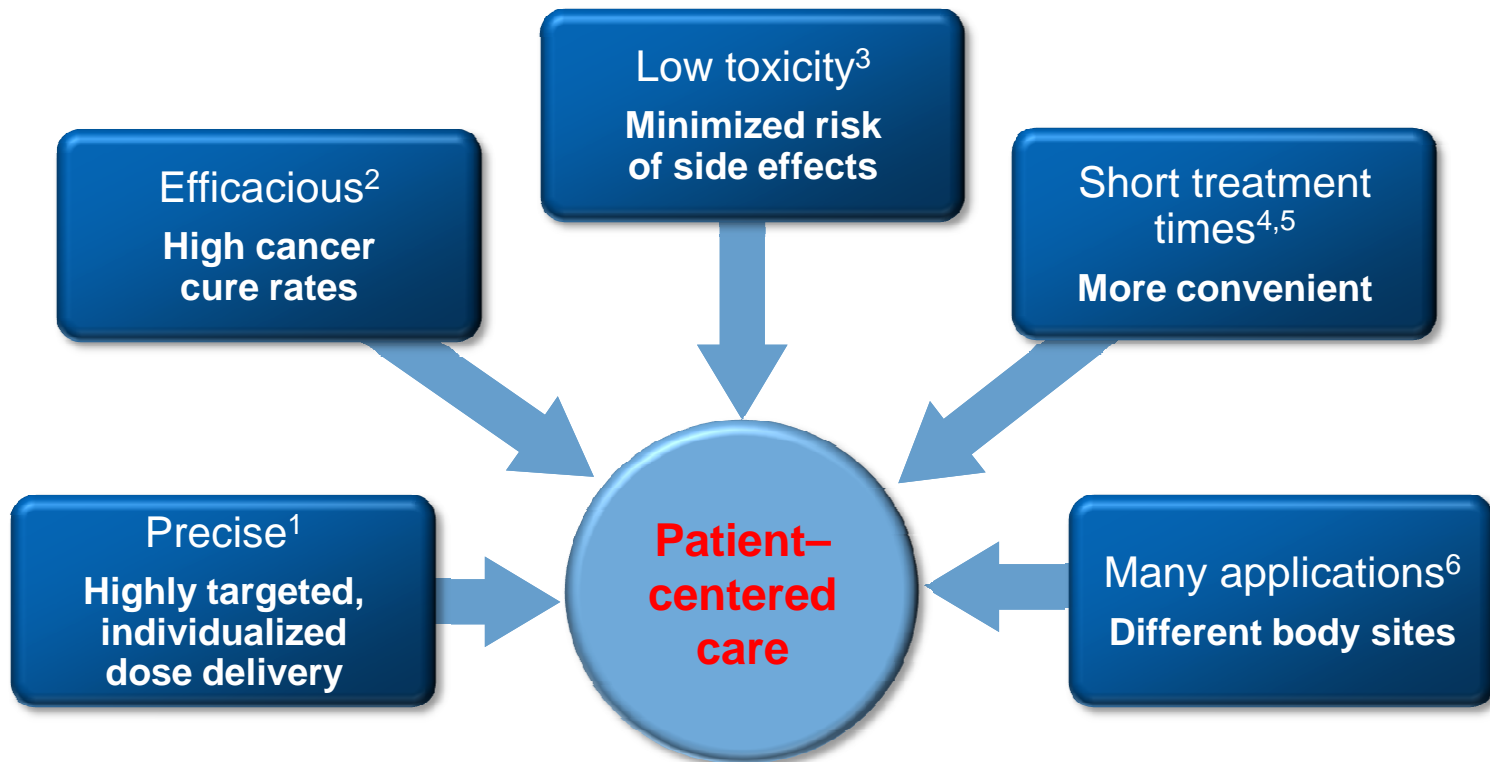 Low toxicity³
Minimized risk
of side effects
Efficacious²
High cancer
cure rates
Short treatment
times⁴,⁵
More convenient
Precise¹
Highly targeted,
individualized
dose delivery
Patient–
centered
care
Many applications⁶
Different body sites